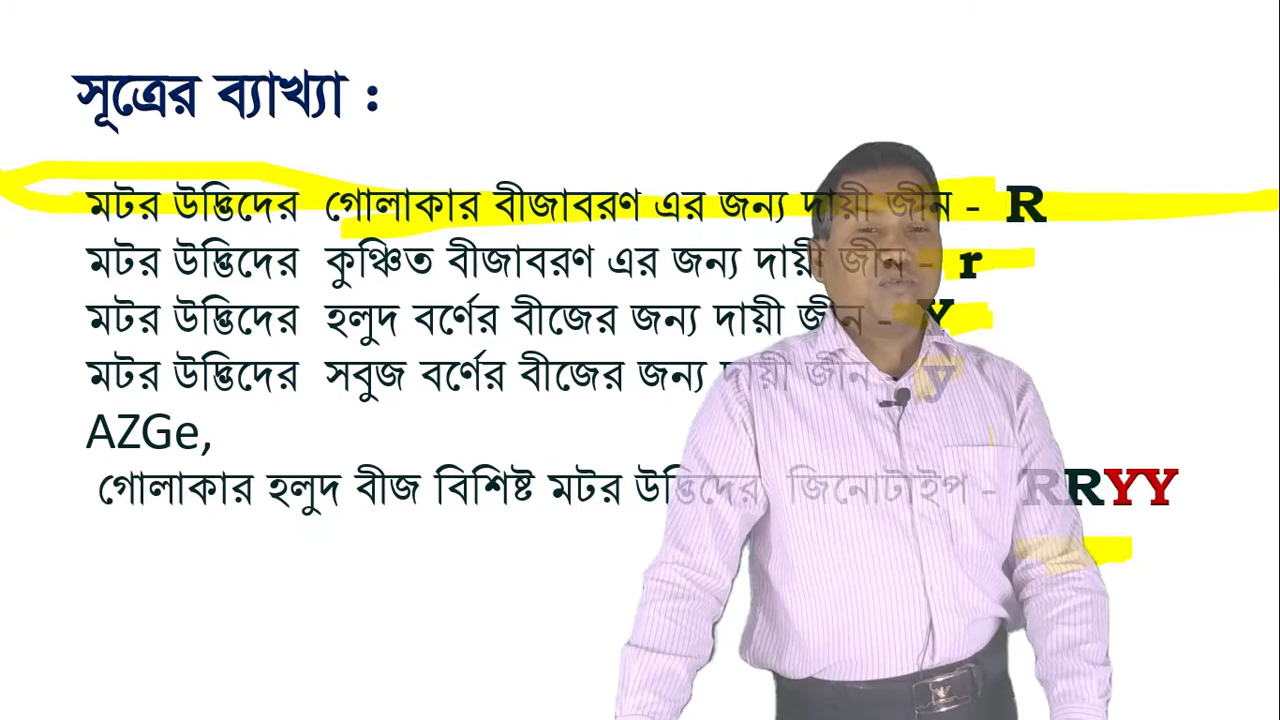 সূত্রের ব্যাখ্যা :
মটর উদ্ভিদের গোলাকার বীজাবরণ এর জন্য দায়ী জীন - R
মটর উদ্ভিদের কুঞ্চিত বীজাবরণ এর জন্য দায়ী জীন - r
মটর উদ্ভিদের হলুদ বর্ণের বীজের জন্য দায়ী জীন - Y
মটর উদ্ভিদের সবুজ বর্ণের বীজের জন্য দায়ী জীন- y
AZGe,
গোলাকার হলুদ বীজ বিশিষ্ট মটর উদ্ভিদের জিনোটাইপ - RRYY